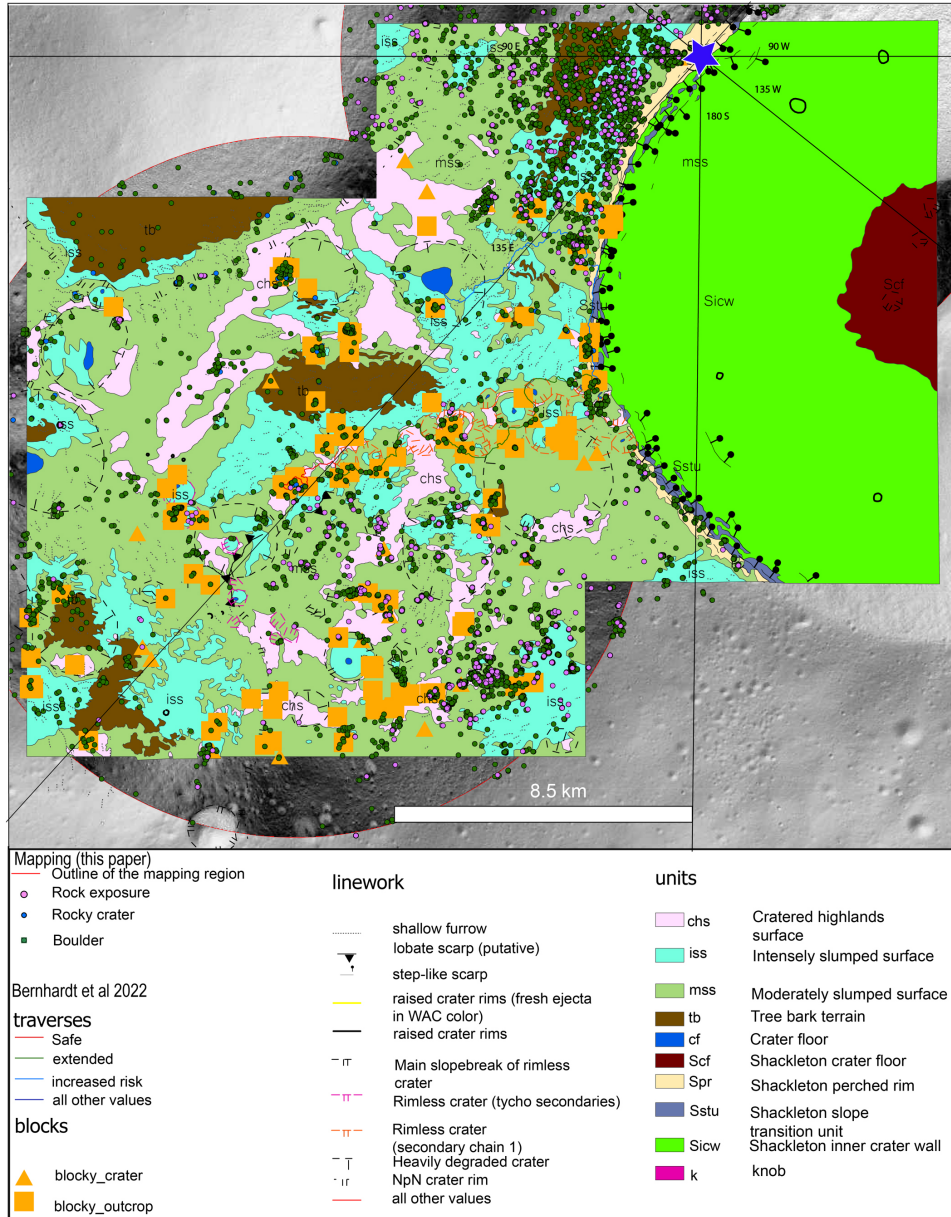 iss
iss
90 E
90 W
135 W
180 S
mss
mss
iss
tb
iss
135 E
chs
Scf
Sstu
Sicw
iss
tb
iss
iss
Sstu
chs
iss
chs
mss
iss
tb
iss
iss
chs
chs
iss
8.5 km
Mapping (this paper)
Outline of the mapping region
Rock exposure
Rocky crater
Boulder
Bernhardt et al 2022
traverses
Safe
extended
increased risk
all other values
blocks
blocky_crater
blocky_outcrop
linework
shallow furrow
lobate scarp (putative)
step-like scarp
raised crater rims (fresh ejecta
in WAC color)
raised crater rims
Main slopebreak of rimless
crater
Rimless crater (tycho secondaries)
Rimless crater
(secondary chain 1)
Heavily degraded crater
NpN crater rim
all other values
units
chs Cratered highlands
surface
iss Intensely slumped surface
mss Moderately slumped surface
tb Tree bark terrain
cf Crater floor
Scf Shackleton crater floor
Spr Shackleton perched rim
Sstu Shackleton slope
transition unit
Sicw Shackleton inner crater wall
k knob